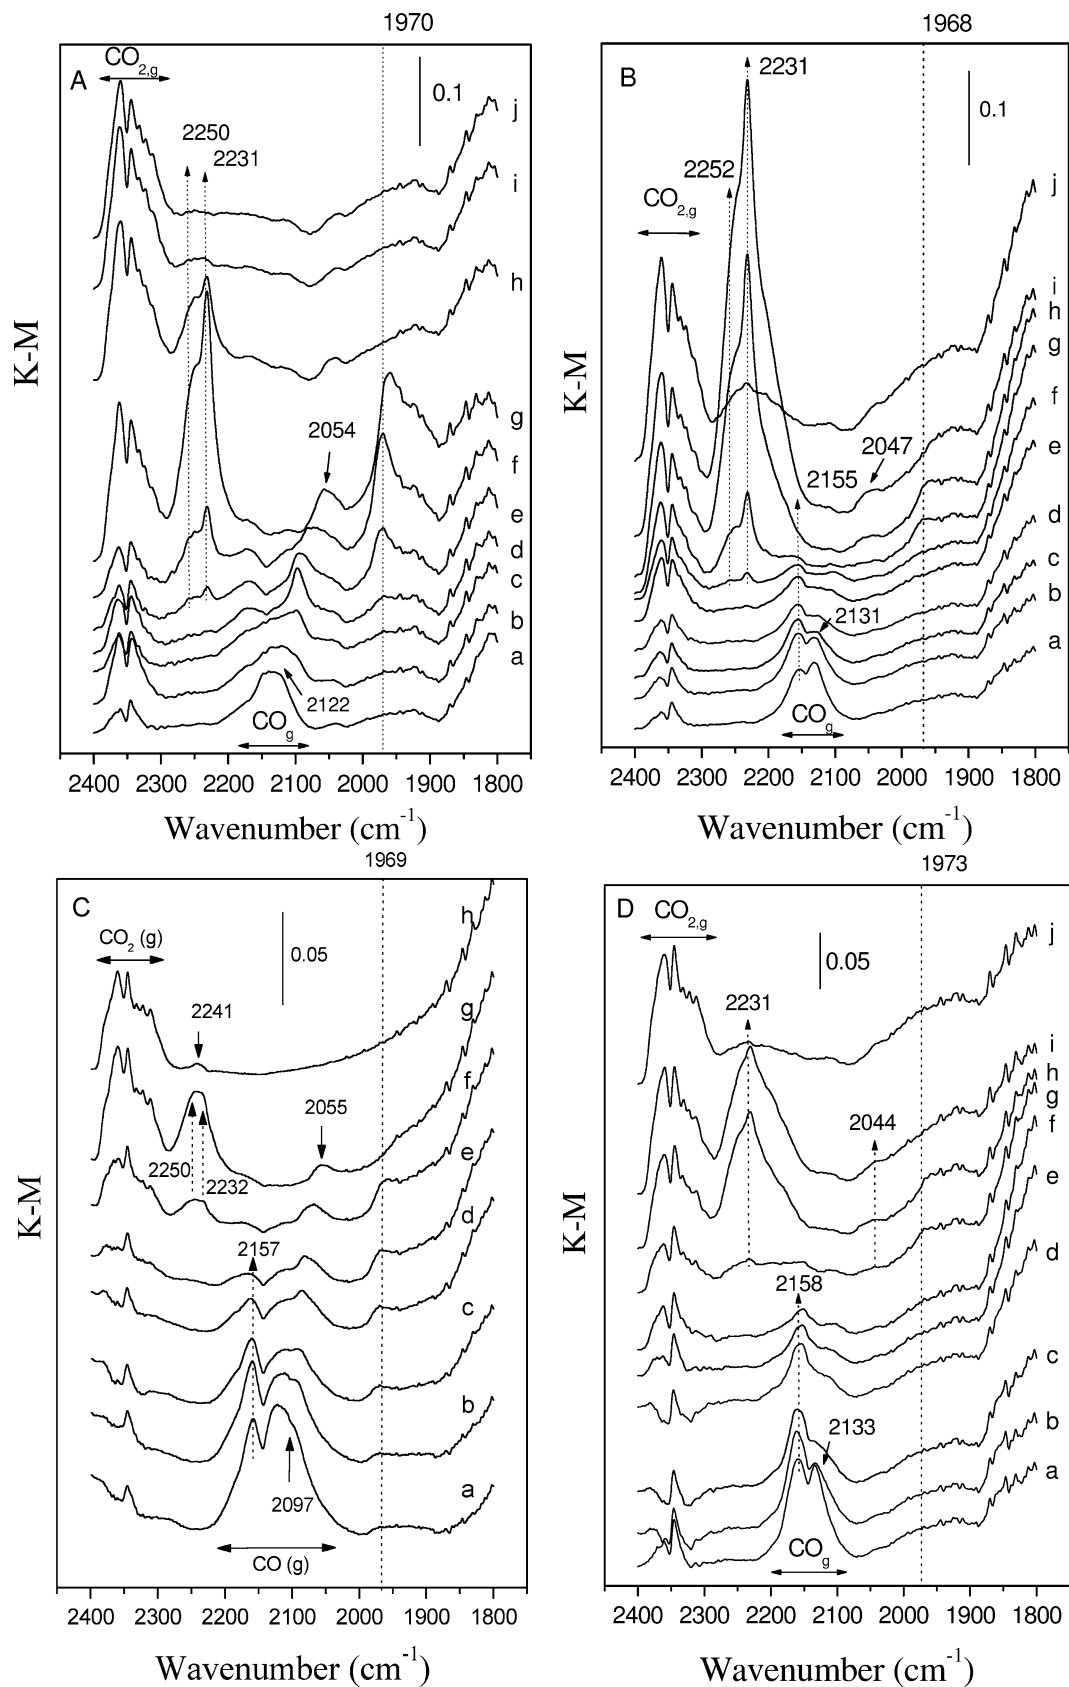 1970
A
CO2,g
0.1
2250
2231
2054
2122
COg
j
i
h
g
f
e
d
c
b
a
K-M
2400 2300 2200 2100 2000 1900 1800
Wavenumber (cm-1)
1968
B
2231
0.1
2252
CO2,g
2155
2047
2131
COg
j
i
h
g
f
e
d
c
b
a
K-M
2400 2300 2200 2100 2000 1900 1800
Wavenumber (cm-1)
1969
C
CO2 (g)
0.05
2241
2055
2250
2232
2157
2097
CO (g)
h
g
f
e
d
c
b
a
K-M
2400 2300 2200 2100 2000 1900 1800
Wavenumber (cm-1)
1973
D
CO2,g
0.05
2231
2044
2158
2133
COg
j
i
h
g
f
e
d
c
b
a
K-M
2400 2300 2200 2100 2000 1900 1800
Wavenumber (cm-1)